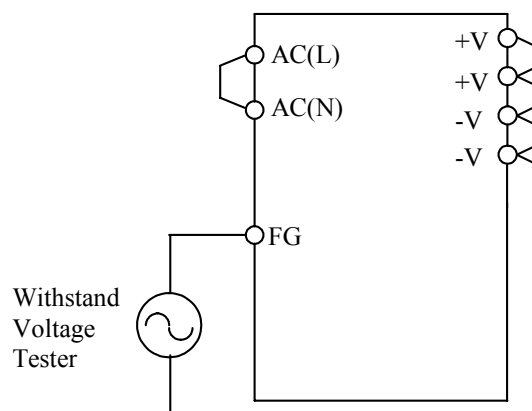 AC(L)
AC(N)
+V
+V
-V
-V
FG
Withstand
Voltage
Tester